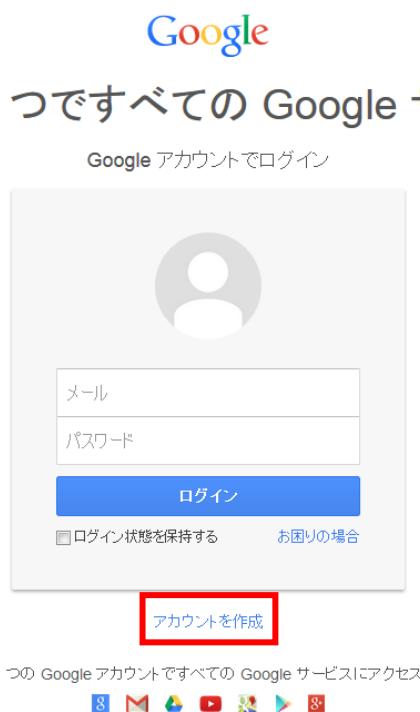 Google
つですべての Google
Google アカウントでログイン
メール
パスワード
ログイン
ログイン状態を保持する お困りの場合
アカウントを作成
つの Google アカウントですべての Google サービスにアクセス